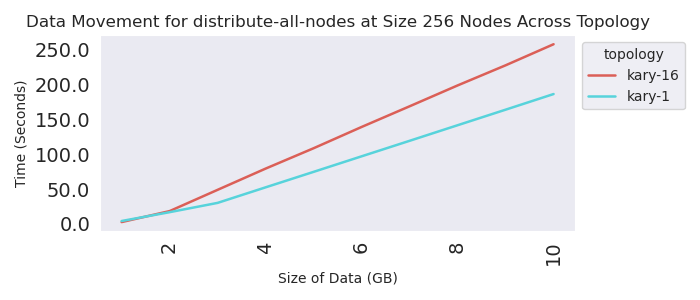 Data Movement for distribute-all-nodes at Size 256 Nodes Across Topology
topology
kary-16
kary-1
Time (Seconds)
250.0
200.0
150.0
100.0
50.0
0.0
2
4
6
8
10
Size of Data (GB)